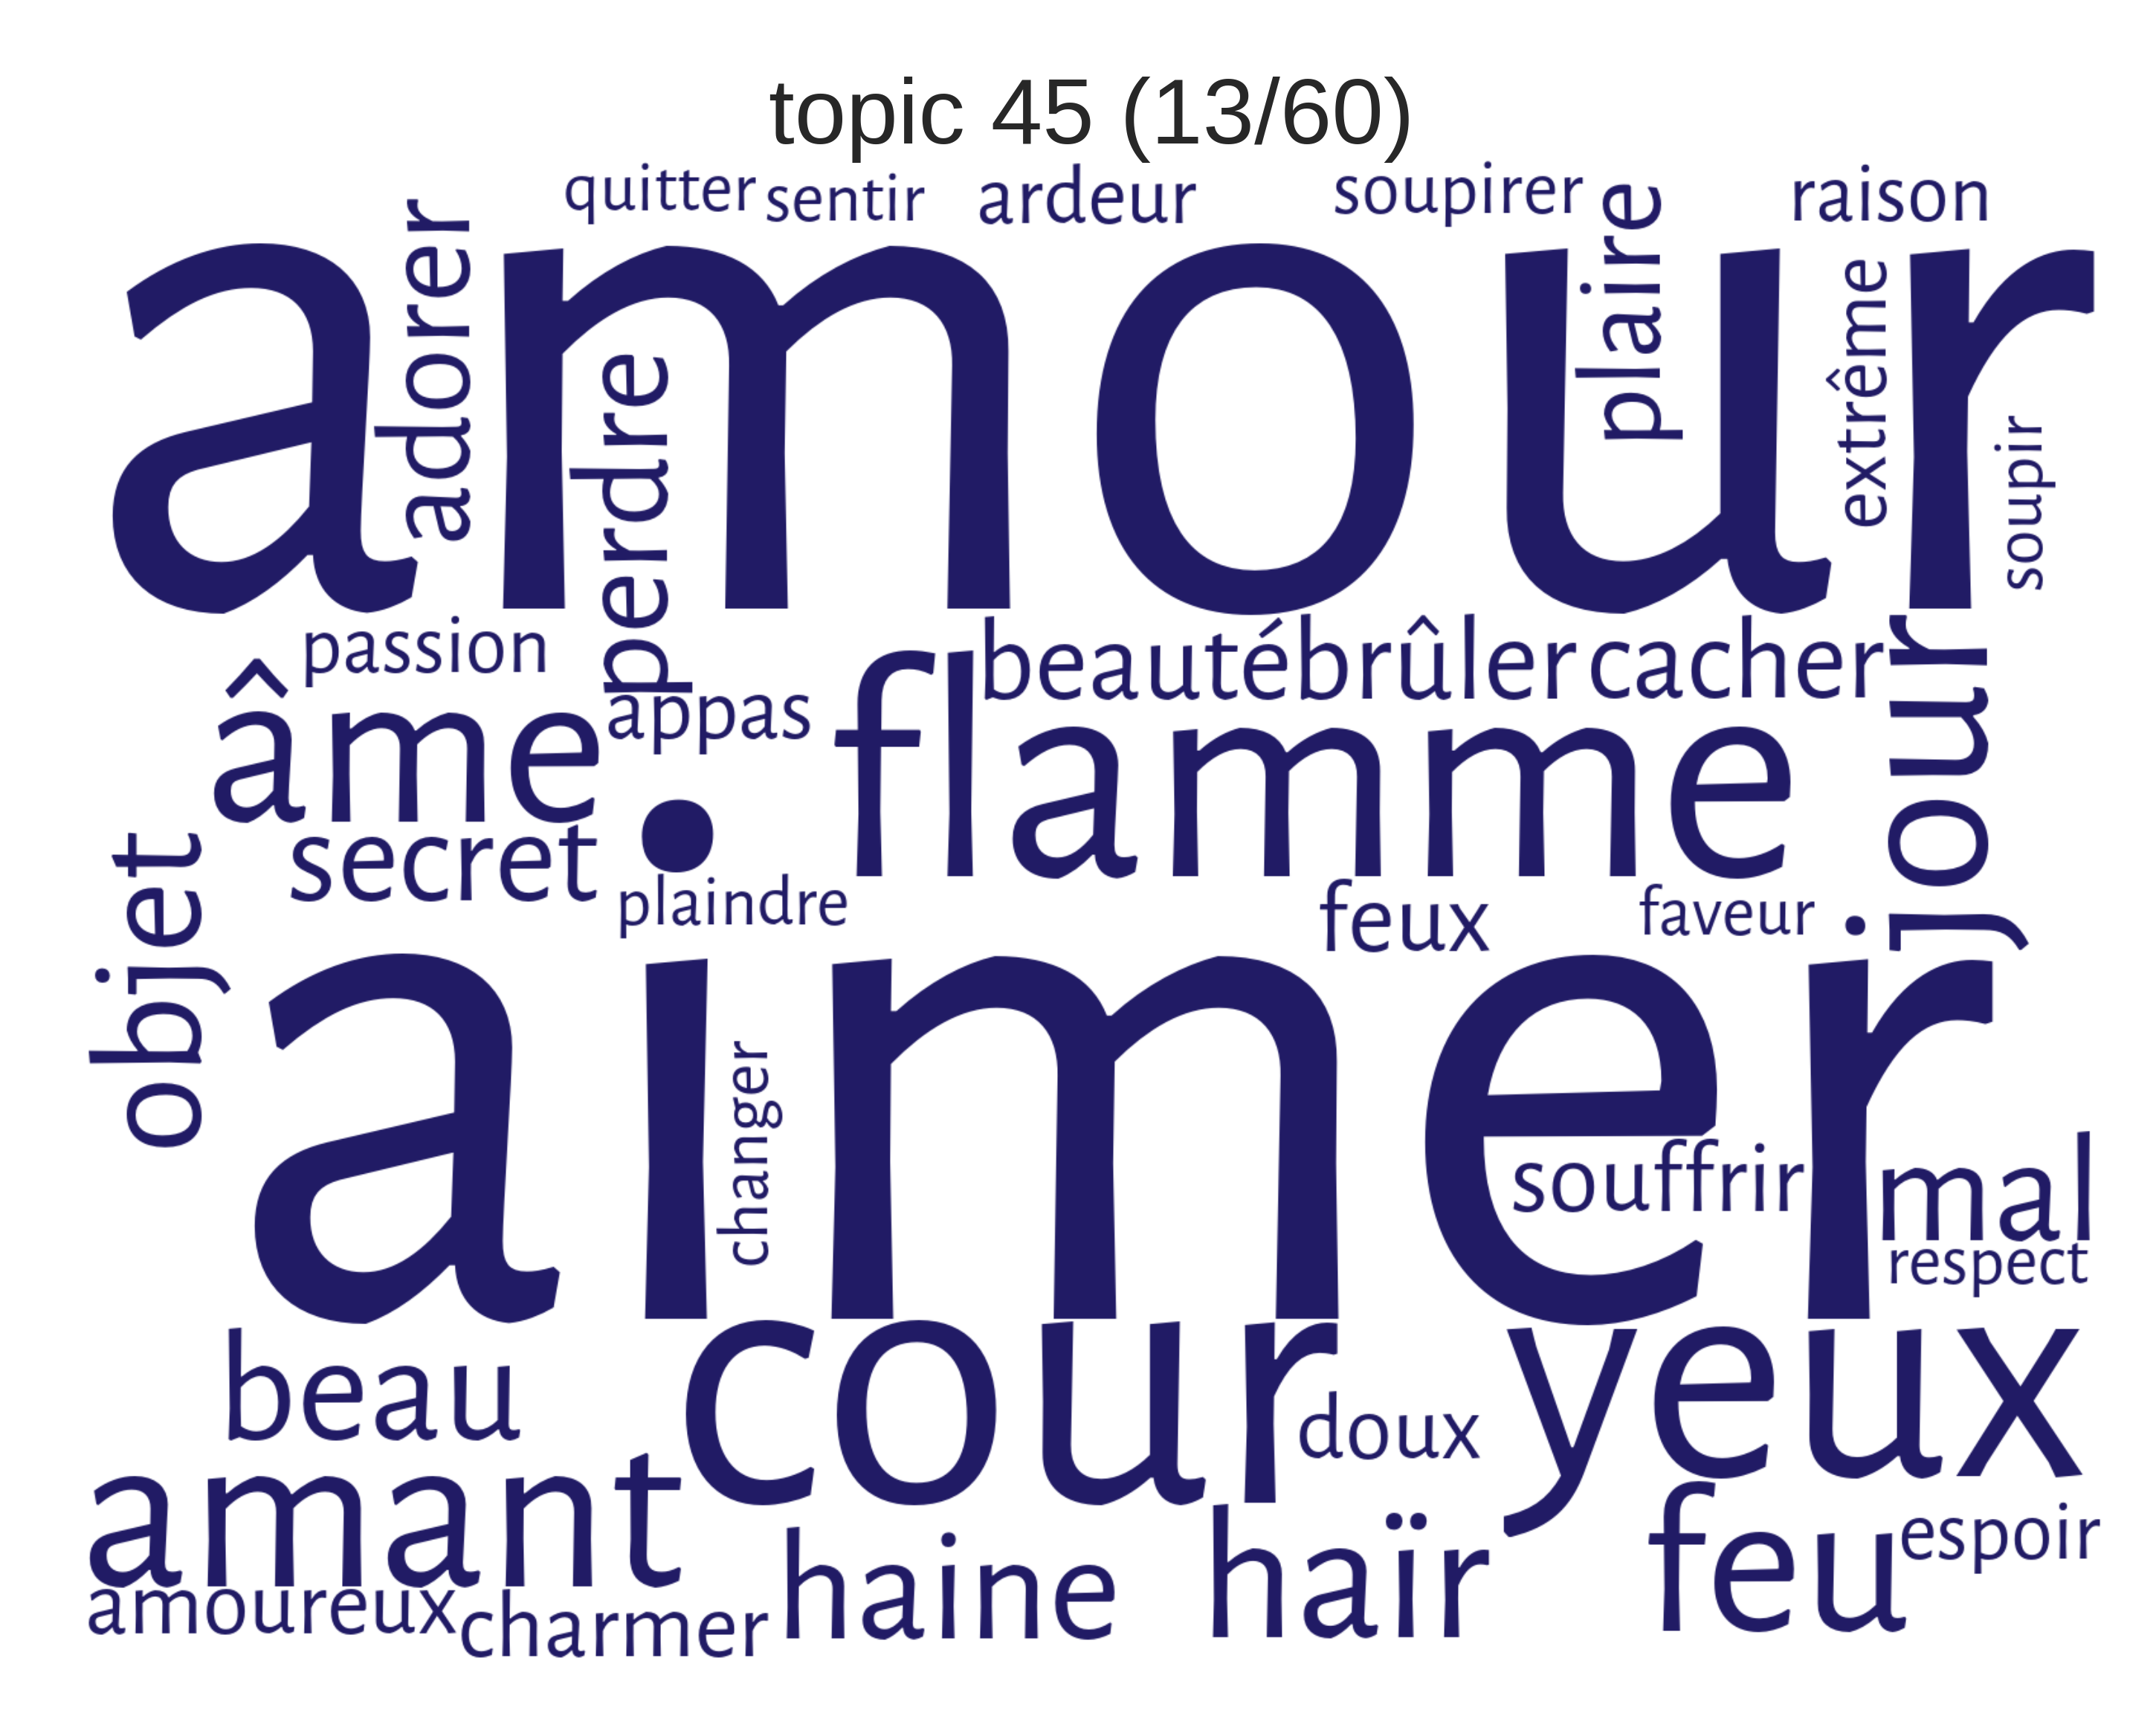 topic 45 (13/60)
quitter sentir ardeur soupirer raison
adorer
plaire
amour
extrême
soupir
perdre
passion
beauté brûler cacher
jour
âme
appas
flamme
secret
plaindre
feux
faveur
objet
aimer
changer
souffrir
mal
respect
beau
cour
yeux
doux
amant
feu
espoir
haine
haïr
amoureux
charmer